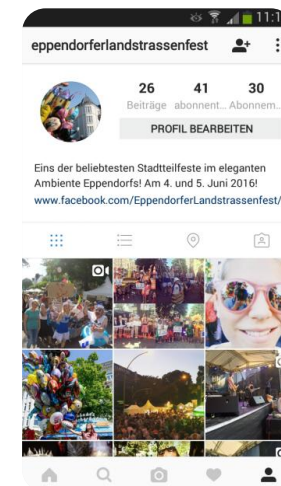 11:1
eppendorferlandstrassenfest
26 41 30
Beiträge abonnent... Abonnem...
PROFIL BEARBEITEN
Eins der beliebtesten Stadtteilfeste im eleganten
Ambiente Eppendorfs! Am 4. und 5. Juni 2016!
www.facebook.com/EppendorferLandstrassenfest/